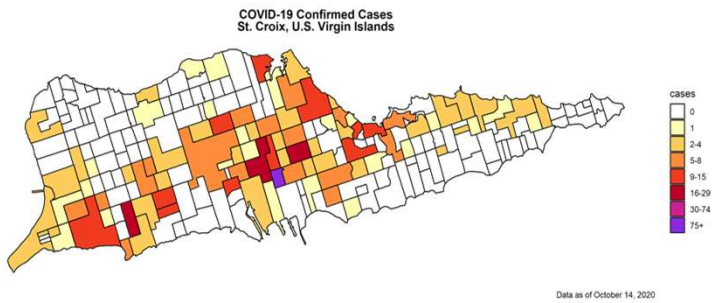 COVID-19 Confirmed Cases
St. Croix, U.S. Virgin Islands
cases
0
1
2-4
5-8
9-15
16-29
30-74
75+
Data as of October 14, 2020